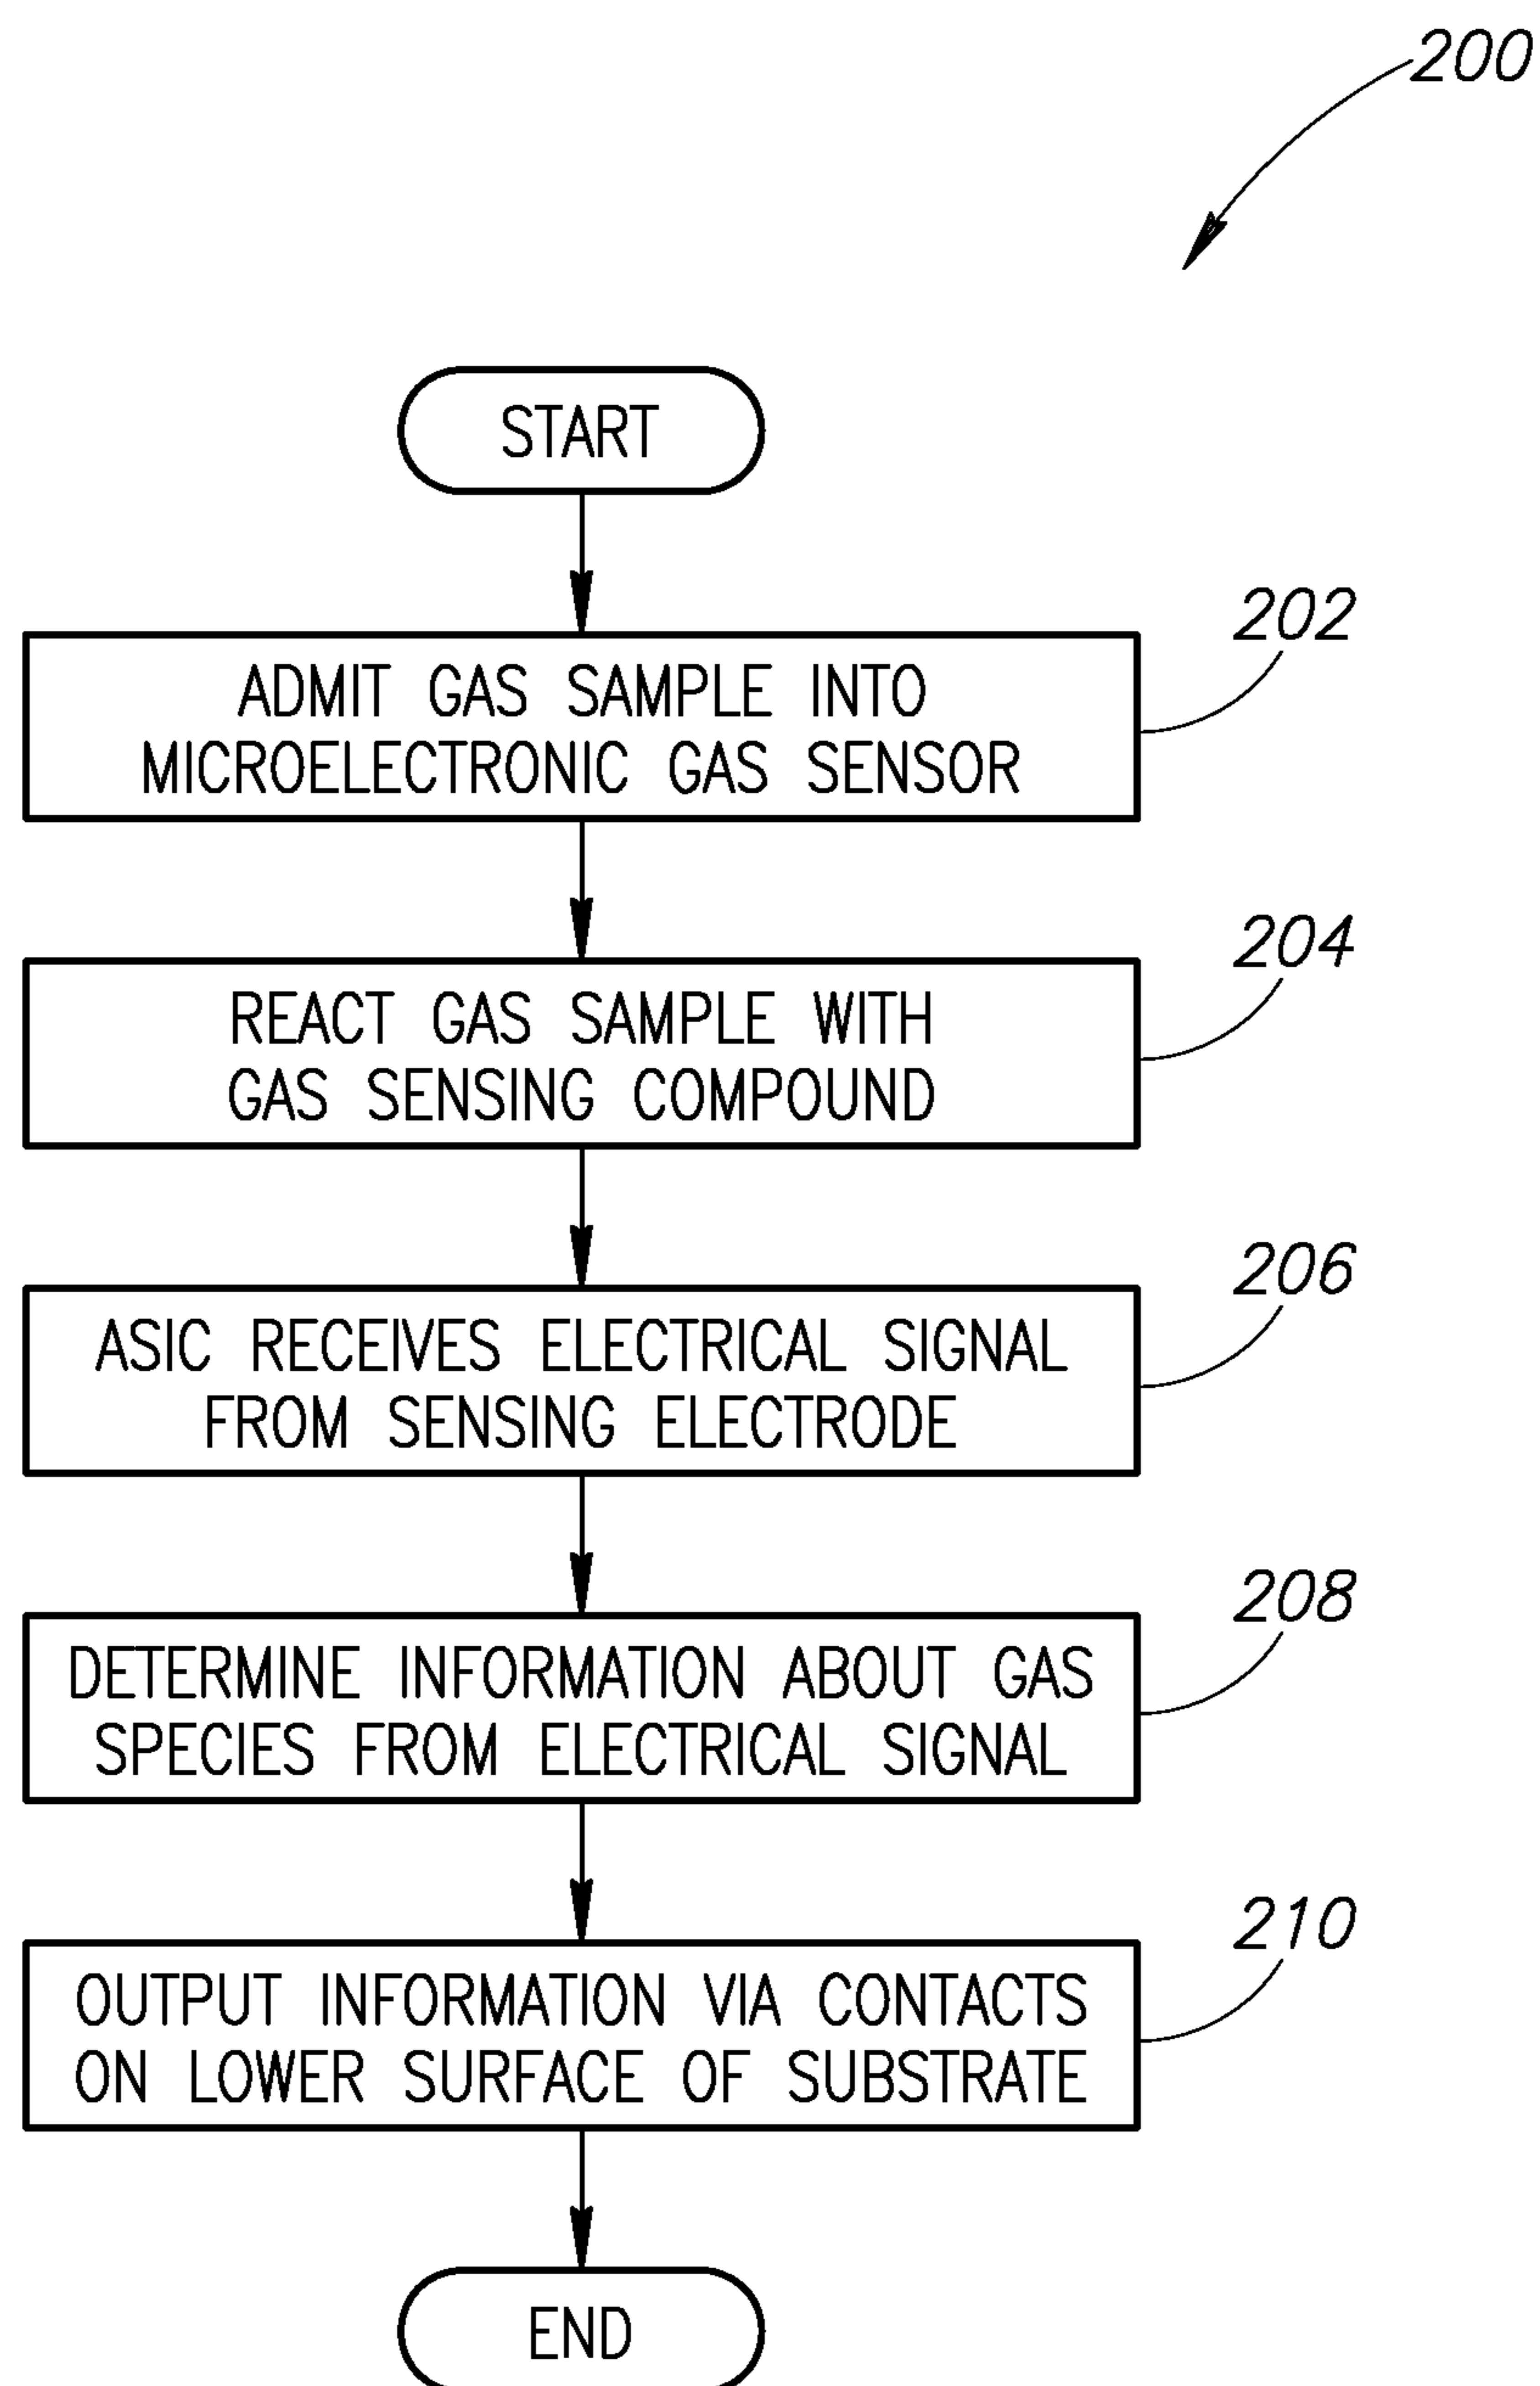 200
START
202
ADMIT GAS SAMPLE INTO
MICROELECTRONIC GAS SENSOR
204
REACT GAS SAMPLE WITH
GAS SENSING COMPOUND
206
ASIC RECEIVES ELECTRICAL SIGNAL
FROM SENSING ELECTRODE
208
DETERMINE INFORMATION ABOUT GAS
SPECIES FROM ELECTRICAL SIGNAL
210
OUTPUT INFORMATION VIA CONTACTS
ON LOWER SURFACE OF SUBSTRATE
END